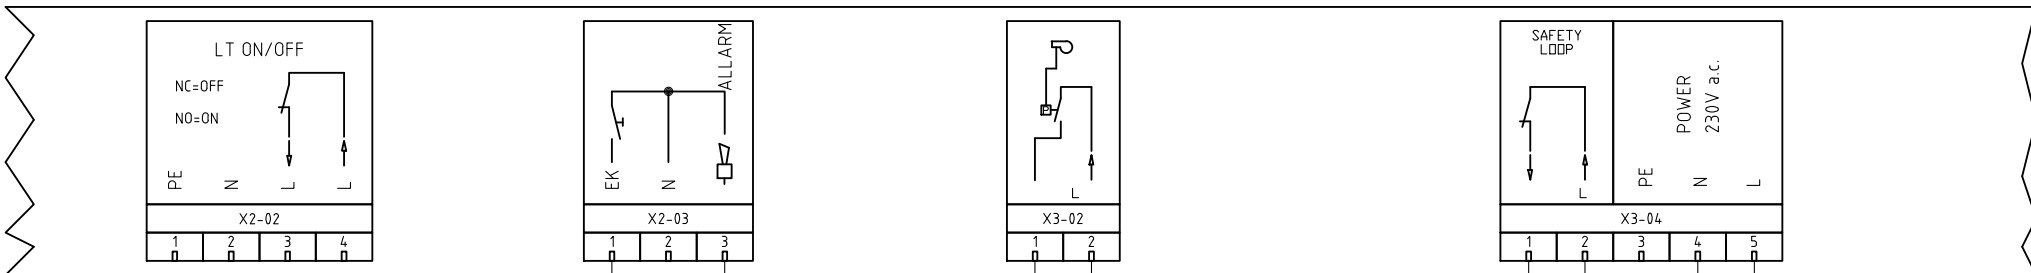 LT ON/OFF
NC=OFF
NO=ON
PE
N
L
L
X2-02
1 2 3 4
ALLARM
EK
N
X2-03
1 2 3
P
L
X3-02
1 2
SAFETY
LOOP
L
POWER
230V a.c.
PE
N
L
X3-04
1 2 3 4 5